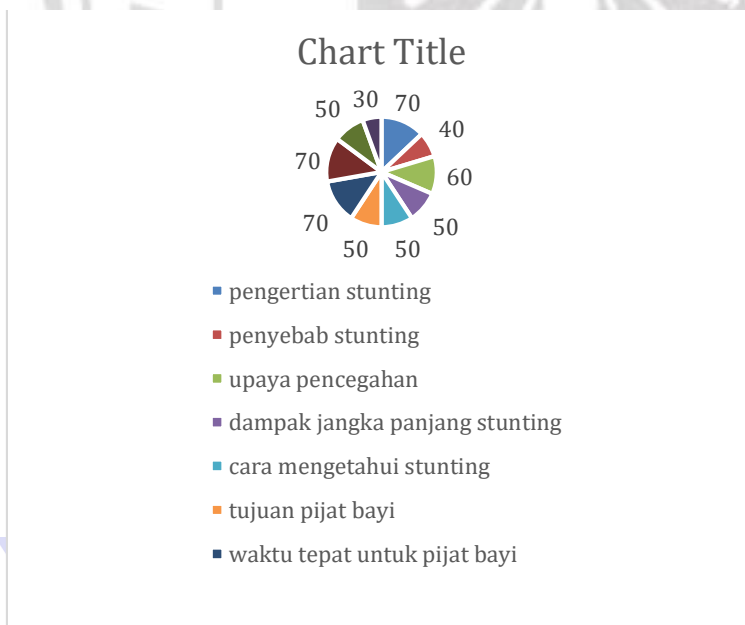 Chart Title
50 30 70
40
70
60
70
50
50 50
pengertian stunting
penyebab stunting
upaya pencegahan
dampak jangka panjang stunting
cara mengetahui stunting
tujuan pijat bayi
waktu tepat untuk pijat bayi